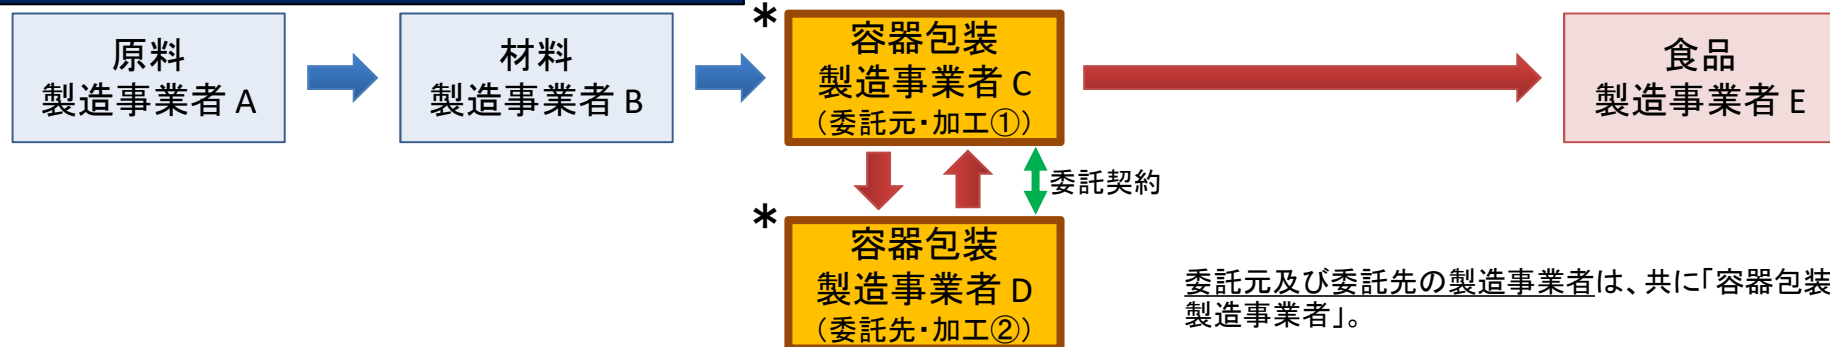 原料
製造事業者 A
材料
製造事業者 B
*
容器包装
製造事業者 C
（委託元・加工①）
食品
製造事業者 E
委託契約
*
容器包装
製造事業者 D
（委託先・加工②）
委託元及び委託先の製造事業者は、共に「容器包装
製造事業者」。